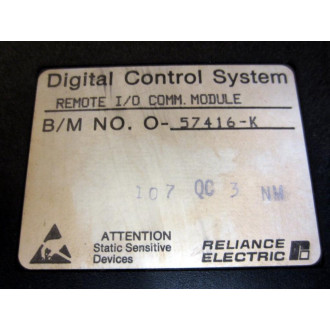 Digital Control System
REMOTE I/O COMM. MODULE
B/M NO. O-57416-K
107 QC 3 NM
ATTENTION
Static Sensitive
Devices
RELIANCE
ELECTRIC